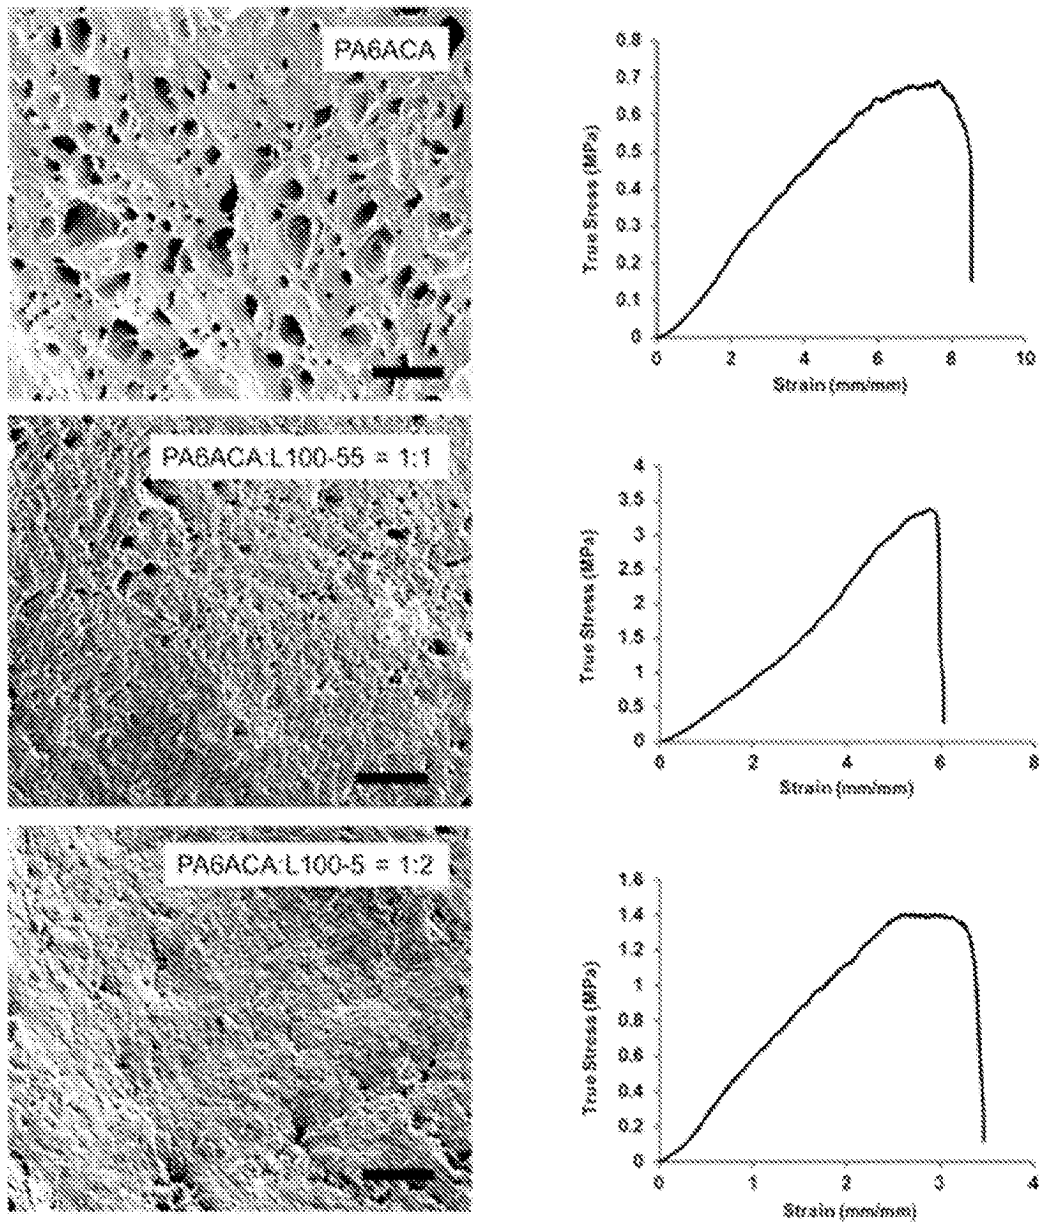 PA6ACA
0.8
0.7
0.6
0.5
0.4
0.3
0.2
0.1
0
True Sress (MPa)
0 2 4 6 8 10
Strain (mm/mm)
PA6ACA:L100-55 = 1:1
4
3.5
3
2.5
2
1.5
1
0.5
0
True Stress (MPa)
0 2 4 6 8
Strain (mm/mm)
PA6ACA:L100-5 = 1:2
1.6
1.4
1.2
1
0.8
0.6
0.4
0.2
0
True Stress (MPa)
0 1 2 3 4
Strain (mm/mm)